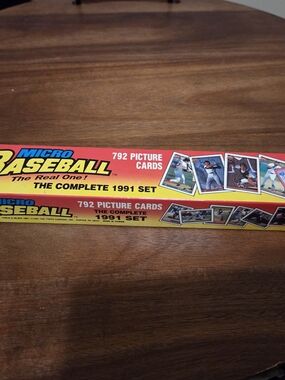 MICRO
BASEBALL
The Real One!
792 PICTURE
CARDS
THE COMPLETE 1991 SET
MICRO
SEBALL
792 PICTURE CARDS
THE COMPLETE
1991 SET